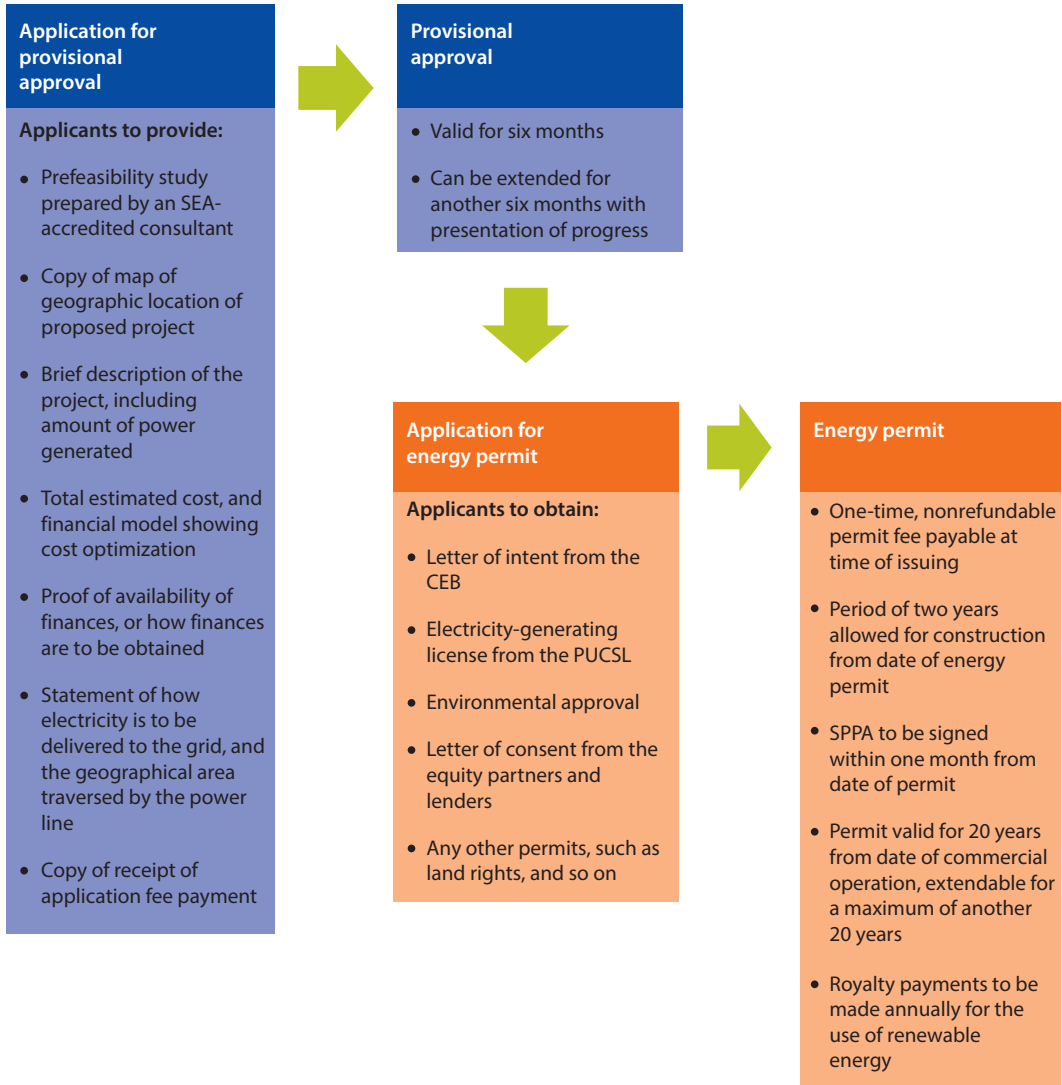 Application for
provisional
approval
Applicants to provide:
• Prefeasibility study
prepared by an SEA-
accredited consultant
• Copy of map of
geographic location of
proposed project
• Brief description of the
project, including
amount of power
generated
• Total estimated cost, and
financial model showing
cost optimization
• Proof of availability of
finances, or how finances
are to be obtained
• Statement of how
electricity is to be
delivered to the grid, and
the geographical area
traversed by the power
line
• Copy of receipt of
application fee payment
Provisional
approval
• Valid for six months
• Can be extended for
another six months with
presentation of progress
Application for
energy permit
Applicants to obtain:
• Letter of intent from the
CEB
• Electricity-generating
license from the PUCSL
• Environmental approval
• Letter of consent from the
equity partners and
lenders
• Any other permits, such as
land rights, and so on
Energy permit
• One-time, nonrefundable
permit fee payable at
time of issuing
• Period of two years
allowed for construction
from date of energy
permit
• SPPA to be signed
within one month from
date of permit
• Permit valid for 20 years
from date of commercial
operation, extendable for
a maximum of another
20 years
• Royalty payments to be
made annually for the
use of renewable
energy